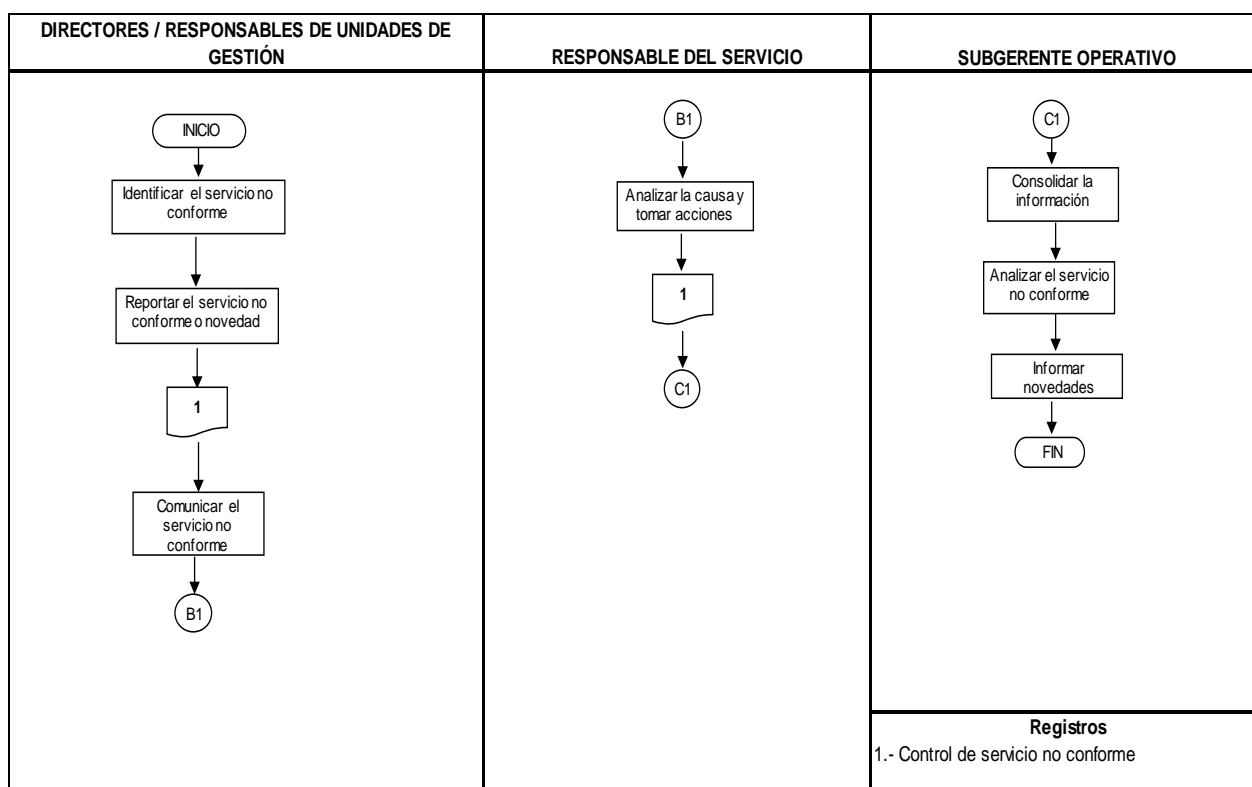 DIRECTORES / RESPONSABLES DE UNIDADES DE
GESTIÓN
INICIO
Identificar el servicio no
conforme
Reportar el servicio no
conforme o novedad
1
Comunicar el
servicio no
conforme
B1
RESPONSABLE DEL SERVICIO
B1
Analizar la causa y
tomar acciones
1
C1
SUBGERENTE OPERATIVO
C1
Consolidar la
información
Analizar el servicio
no conforme
Informar
novedades
FIN
Registros
1.- Control de servicio no conforme